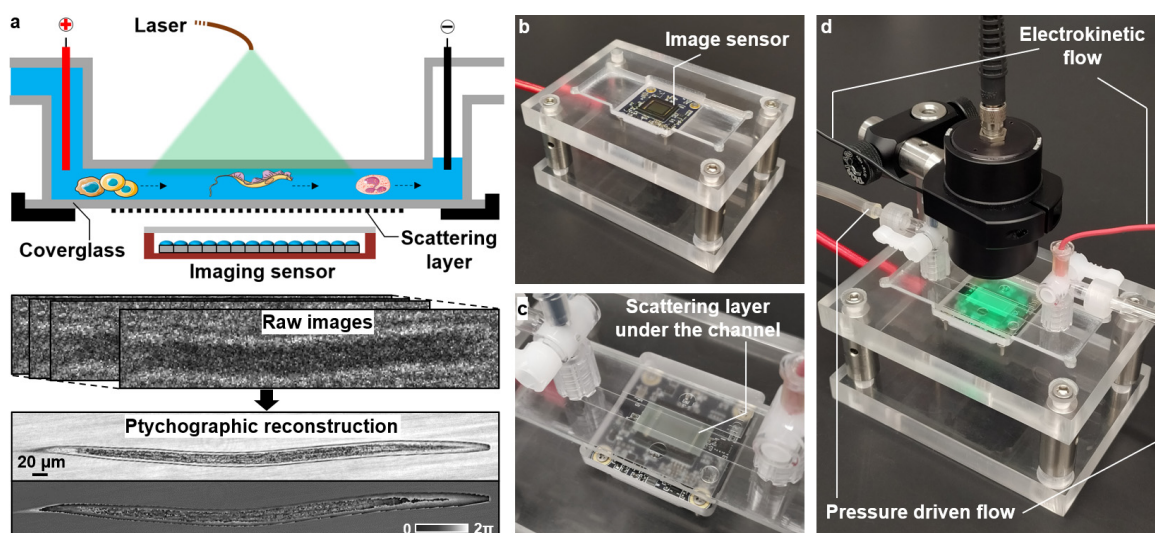 a
Laser
Coverglass
Scattering
layer
Imaging sensor
Raw images
Ptychographic reconstruction
20 µm
0
2π
b
Image sensor
c
Scattering layer
under the channel
d
Electrokinetic
flow
Pressure driven flow